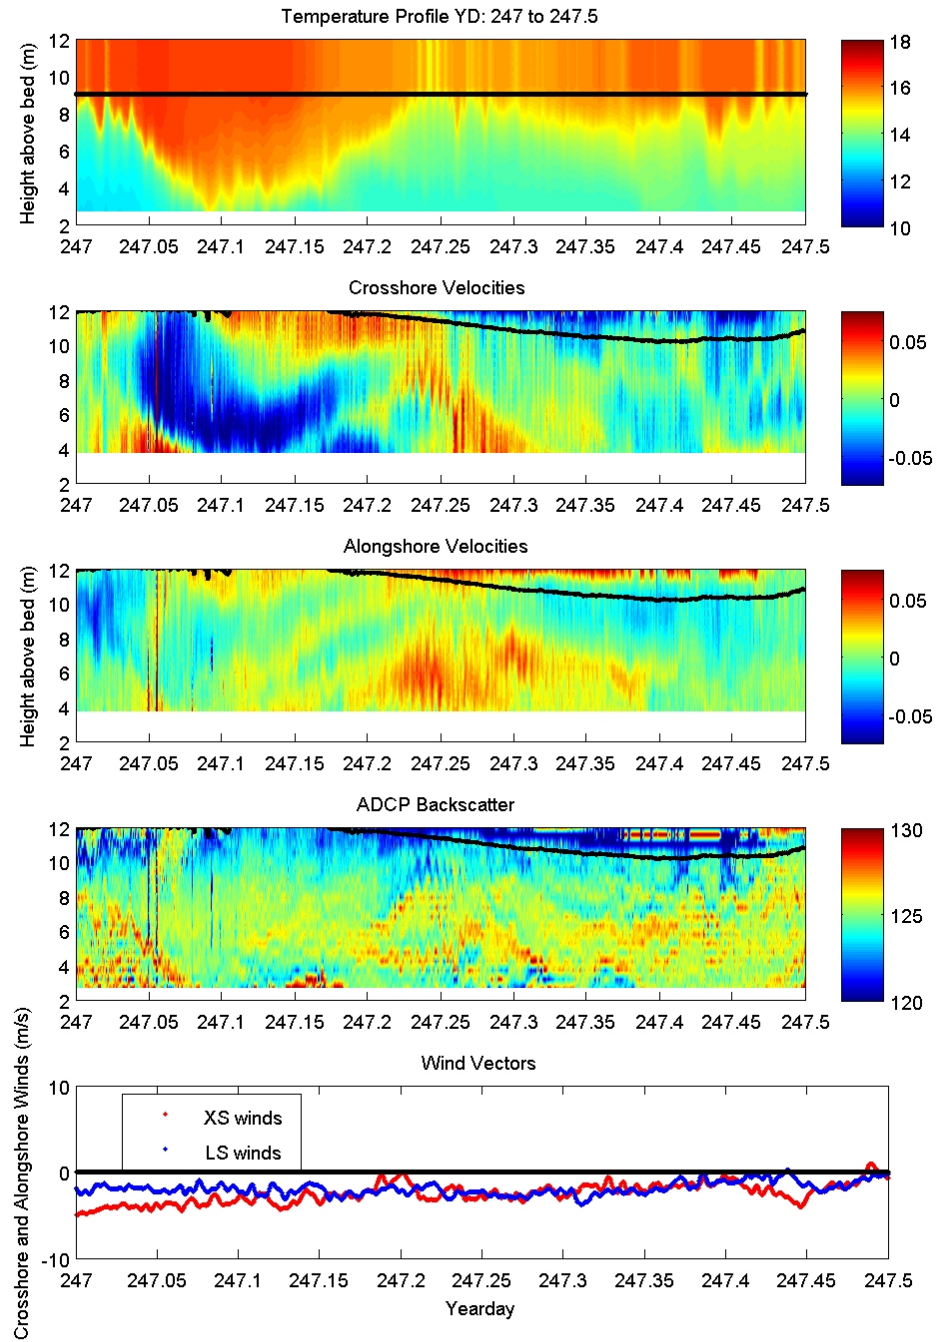 Temperature Profile YD: 247 to 247.5
Height above bed (m)
12
10
8
6
4
2
247 247.05 247.1 247.15 247.2 247.25 247.3 247.35 247.4 247.45 247.5
18
16
14
12
10
Crosshore Velocities
12
10
8
6
4
2
247 247.05 247.1 247.15 247.2 247.25 247.3 247.35 247.4 247.45 247.5
0.05
0
-0.05
Alongshore Velocities
Height above bed (m)
12
10
8
6
4
2
247 247.05 247.1 247.15 247.2 247.25 247.3 247.35 247.4 247.45 247.5
0.05
0
-0.05
ADCP Backscatter
12
10
8
6
4
2
247 247.05 247.1 247.15 247.2 247.25 247.3 247.35 247.4 247.45 247.5
130
125
120
Wind Vectors
Crosshore and Alongshore Winds (m/s)
10
0
-10
XS winds
LS winds
247 247.05 247.1 247.15 247.2 247.25 247.3 247.35 247.4 247.45 247.5
Yearday